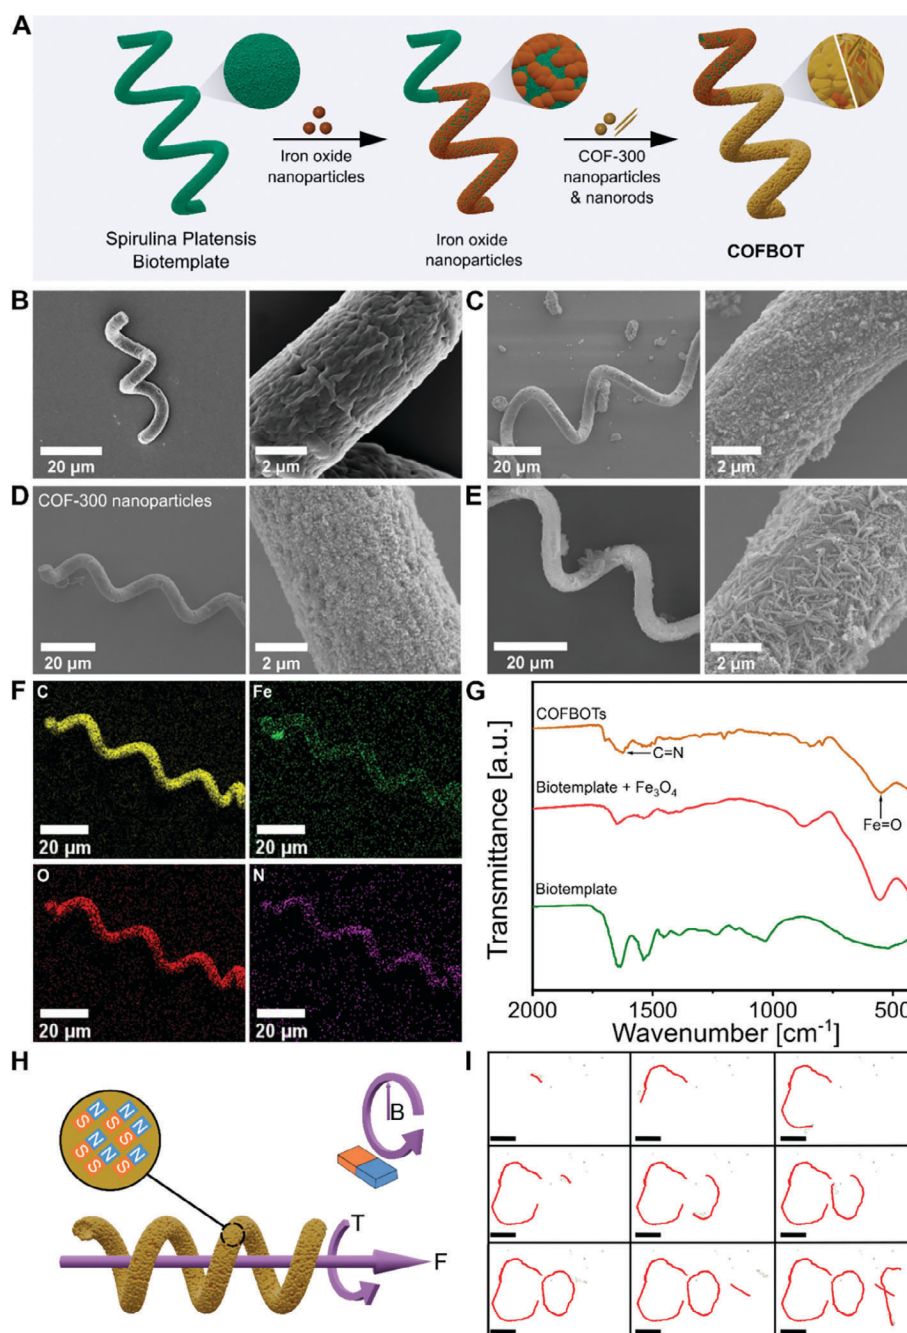 A
Iron oxide
nanoparticles
COF-300
nanoparticles
& nanorods
Spirulina Platensis
Biotemplate
Iron oxide
nanoparticles
COFBOT
B
20 µm
2 µm
C
20 µm
2 µm
D
COF-300 nanoparticles
20 µm
2 µm
E
20 µm
2 µm
F
C
20 µm
Fe
20 µm
O
20 µm
N
20 µm
G
COFBOTs
C=N
Biotemplate + Fe3O4
Fe=O
Biotemplate
Transmittance [a.u.]
2000
1500
1000
500
Wavenumber [cm-1]
H
N N N
S S S
N N N
S S S
B
T
F
I